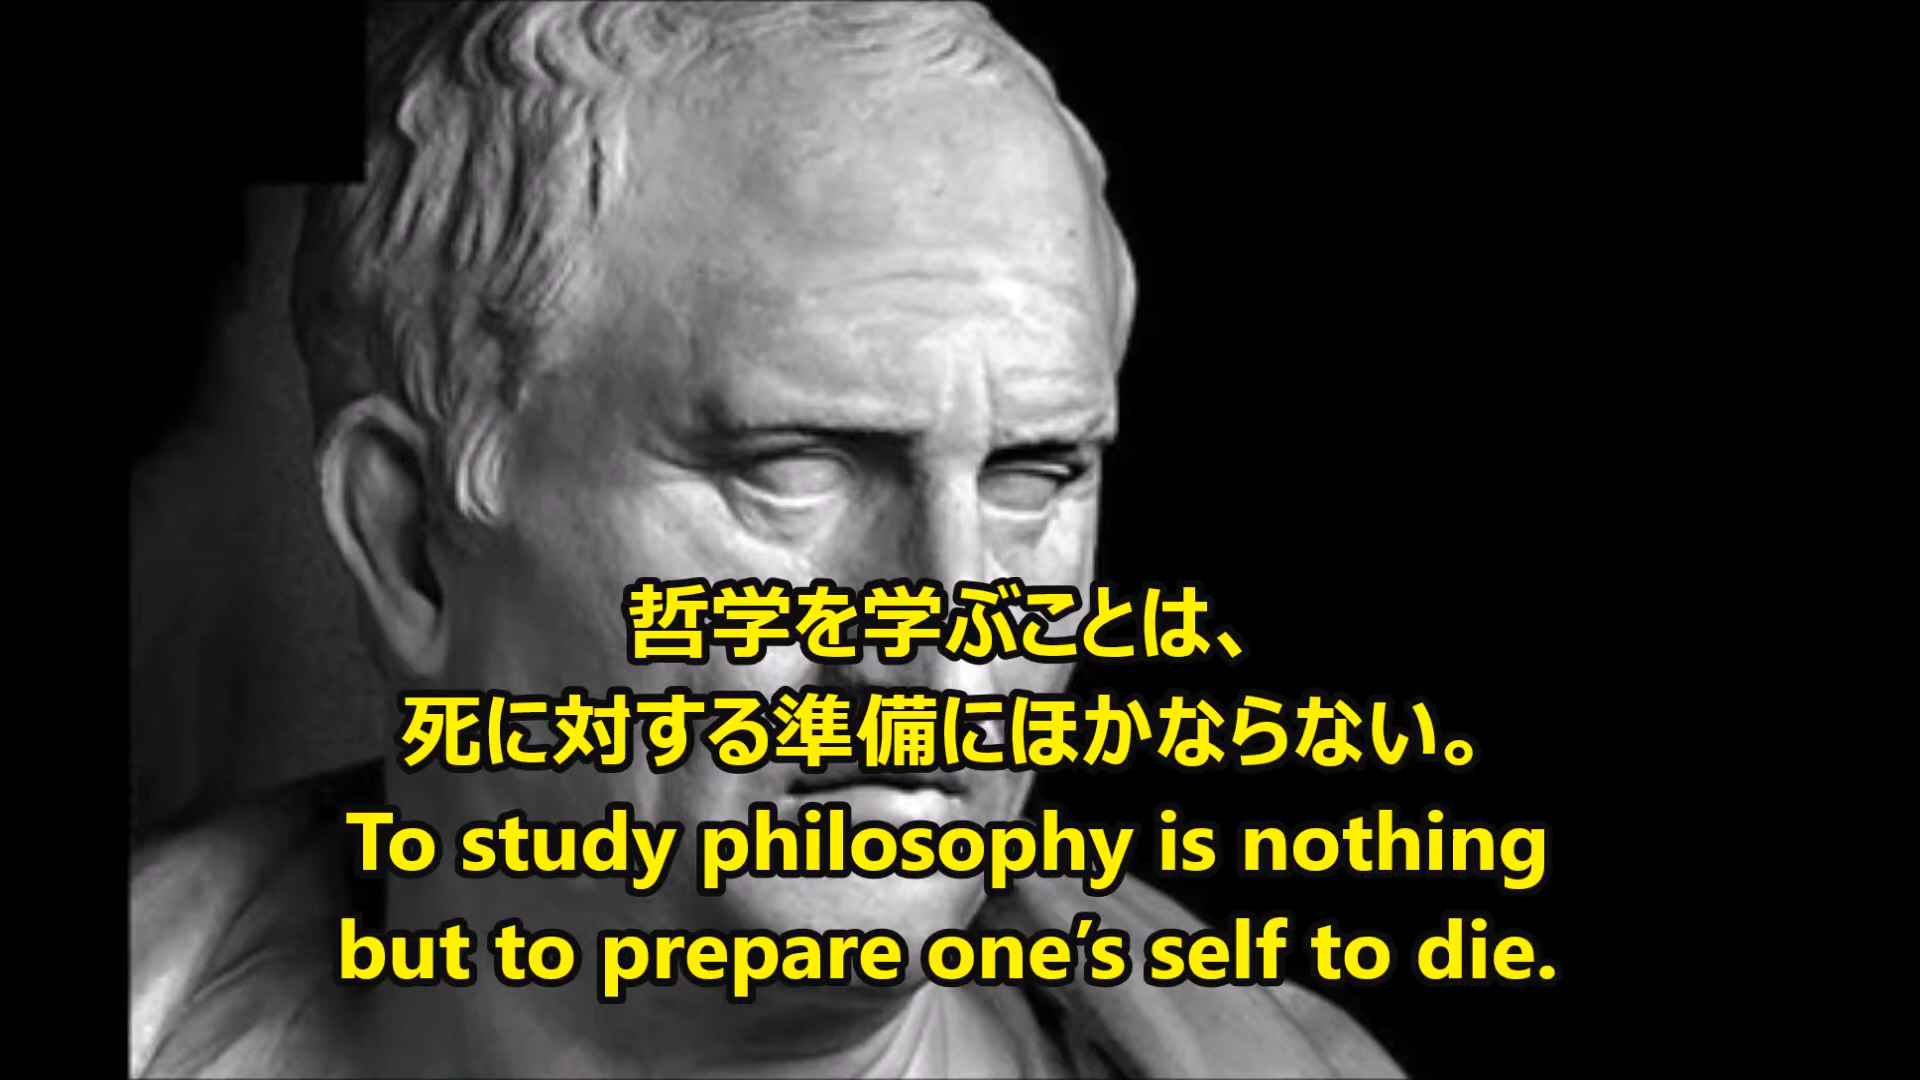 哲学を学ぶことは、
死に対する準備にほかならない。
To study philosophy is nothing
but to prepare one’s self to die.